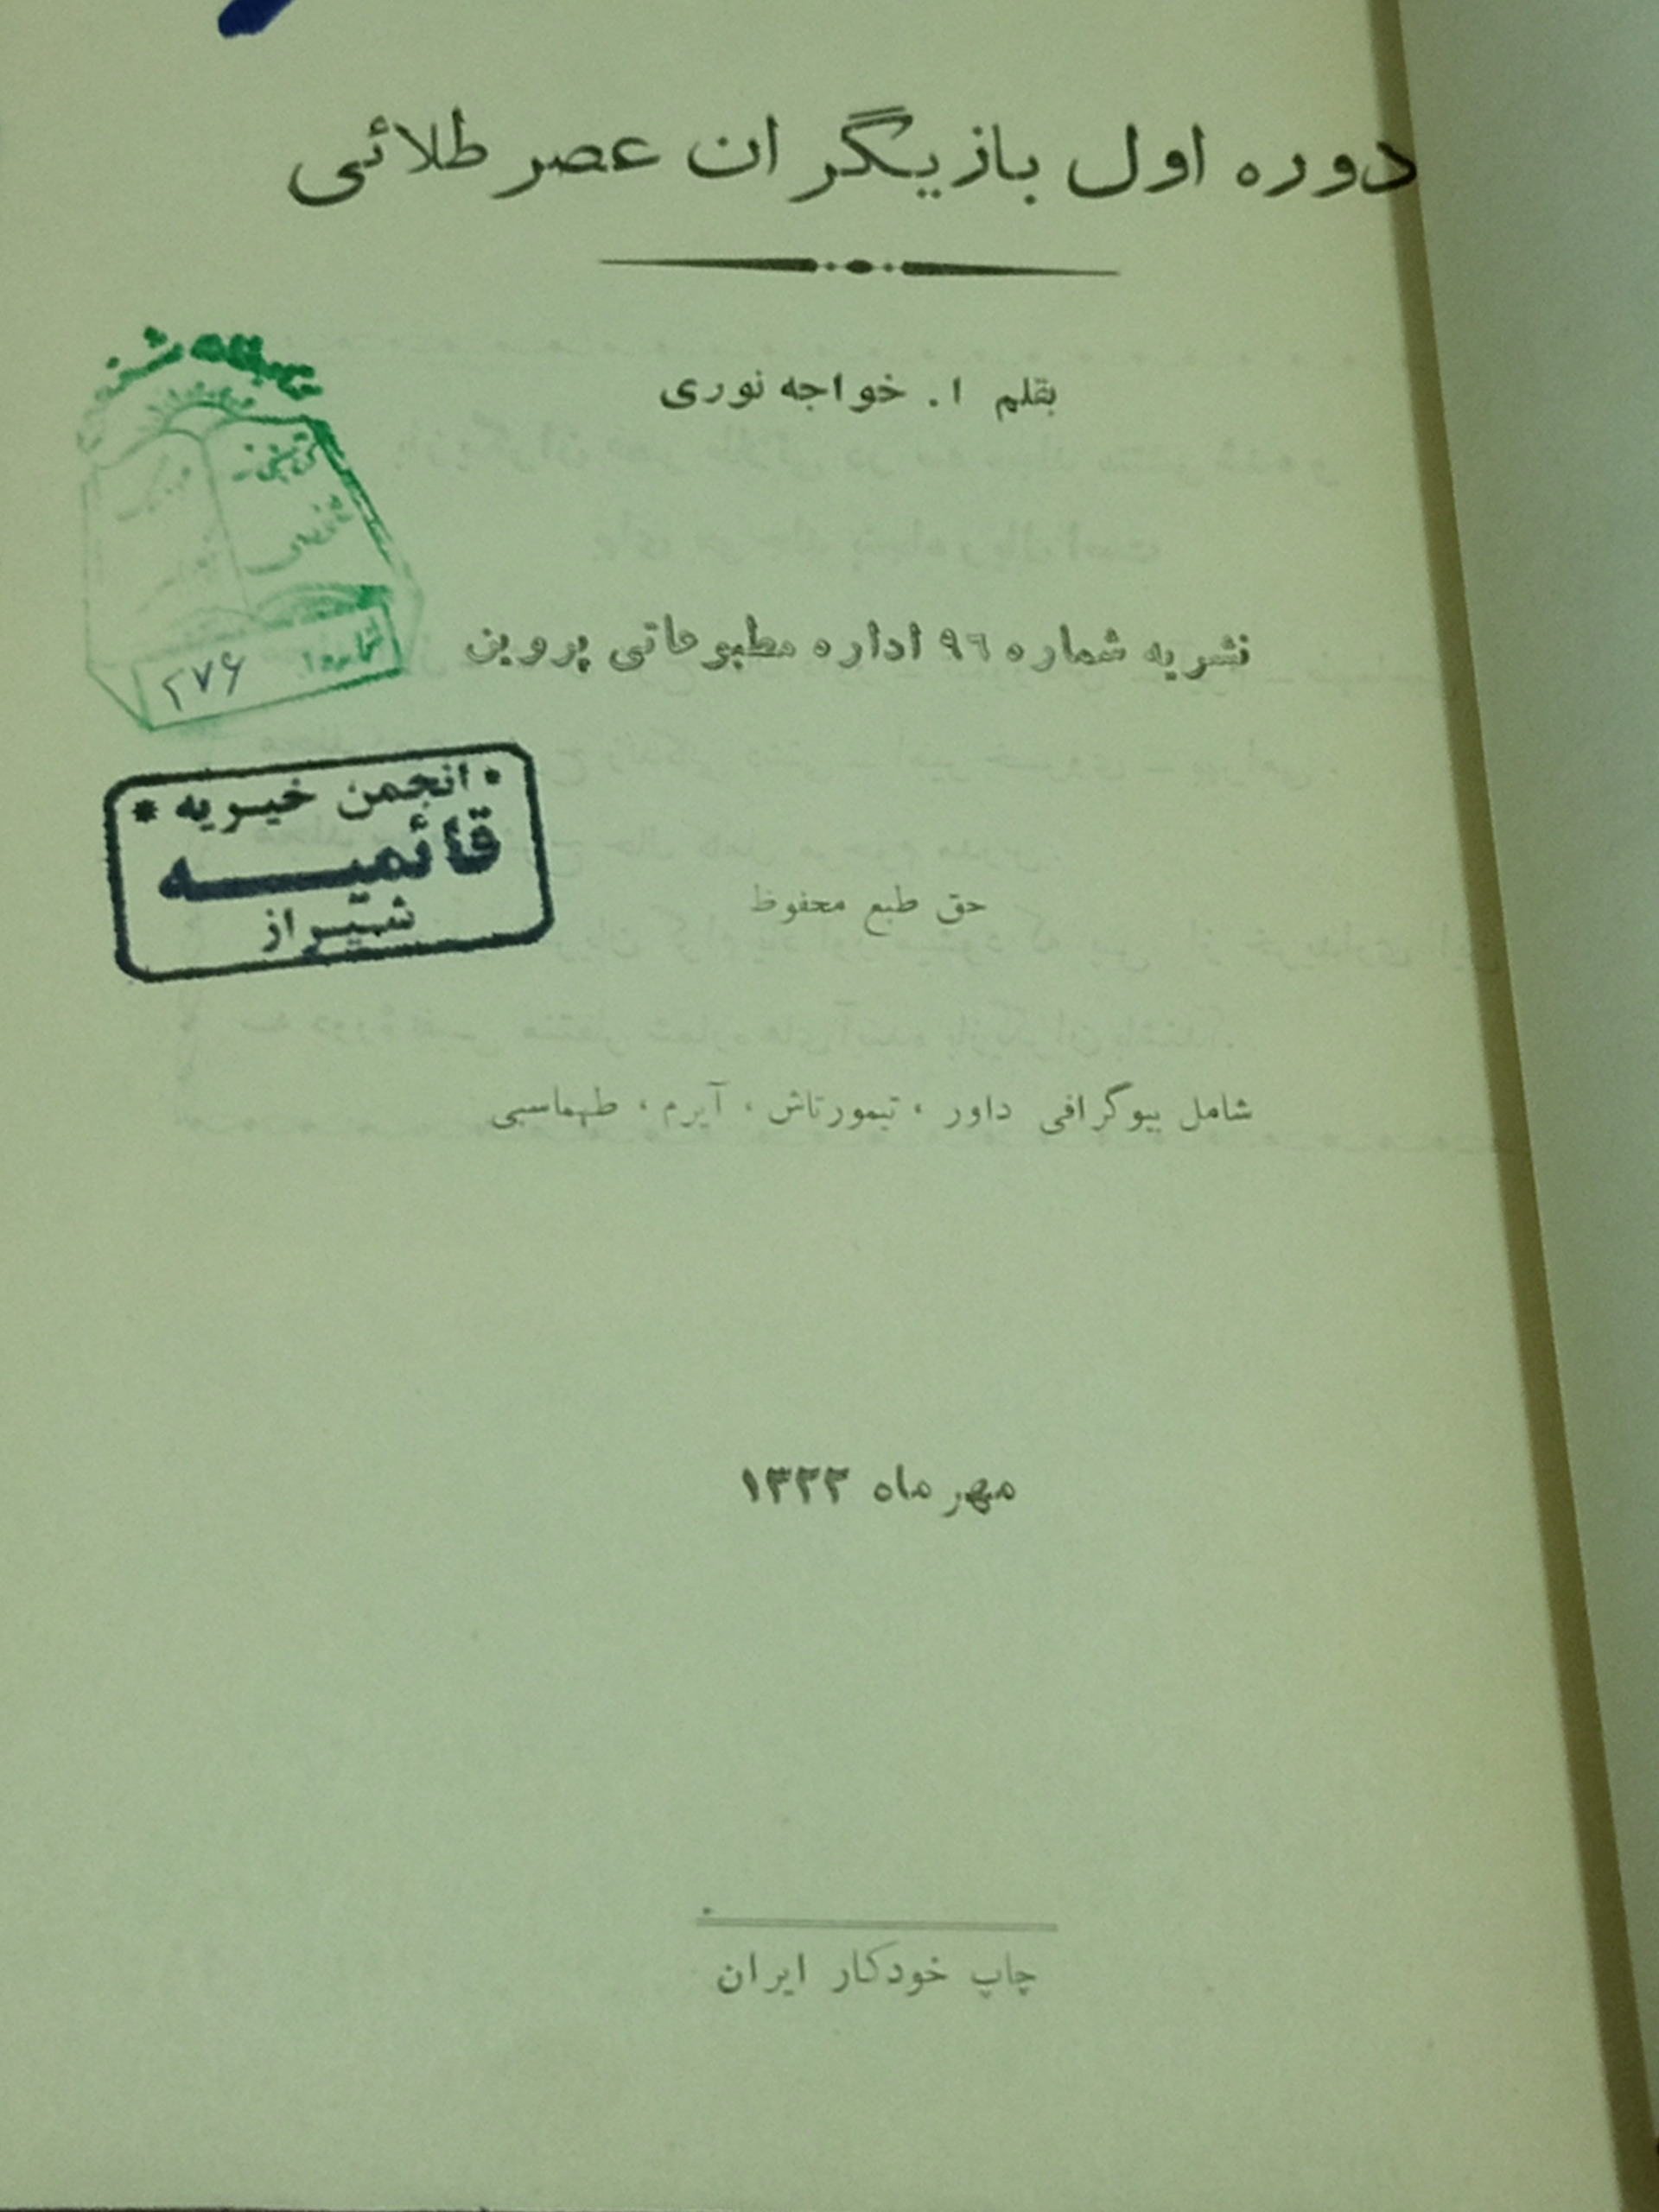 دوره اول بازیگران عصر طلائی
بقلم ا. خواجه نوری
نشریه شماره ۹٦ اداره مطبوعاتی پروین
۲۷۶
انجمن خیریه
قائمیه
شیراز
حق طبع محفوظ
شامل بیوگرافی داور ، تیمورتاش ، آیرم ، طهماسبی
مهر ماه ۱۳۲۳
چاپ خودکار ایران